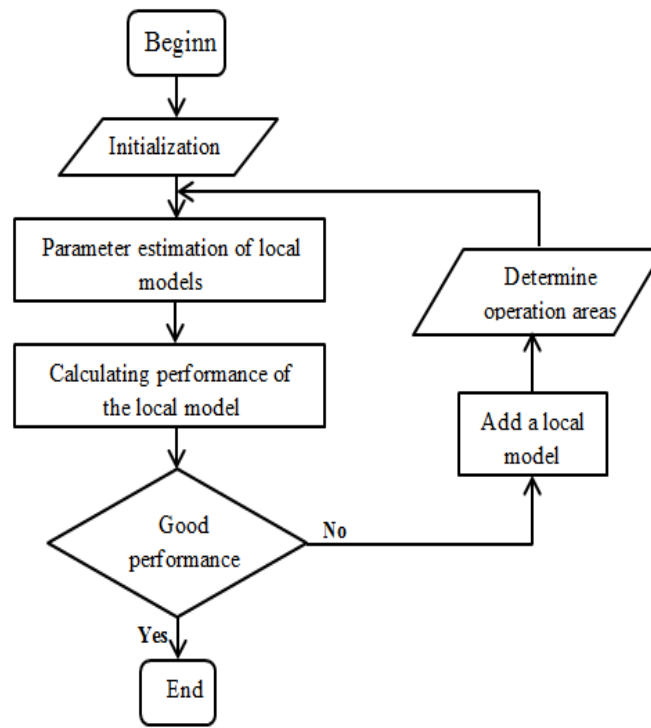 Beginn
Initialization
Parameter estimation of local
models
Calculating performance of
the local model
Good
performance
No
Yes
End
Add a local
model
Determine
operation areas